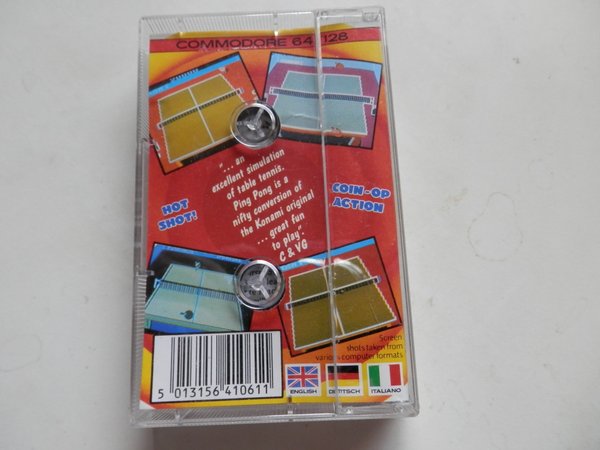 COMMODORE 64/128
"... an
excellent simulation
of table tennis.
Ping Pong is a
nifty conversion of
the Konami original
... great fun
to play".
C & VG
HOT
SHOT!
COIN-OP
ACTION
Screen
shots taken from
various computer formats
5 013156 410611
ENGLISH
DEUTSCH
ITALIANO